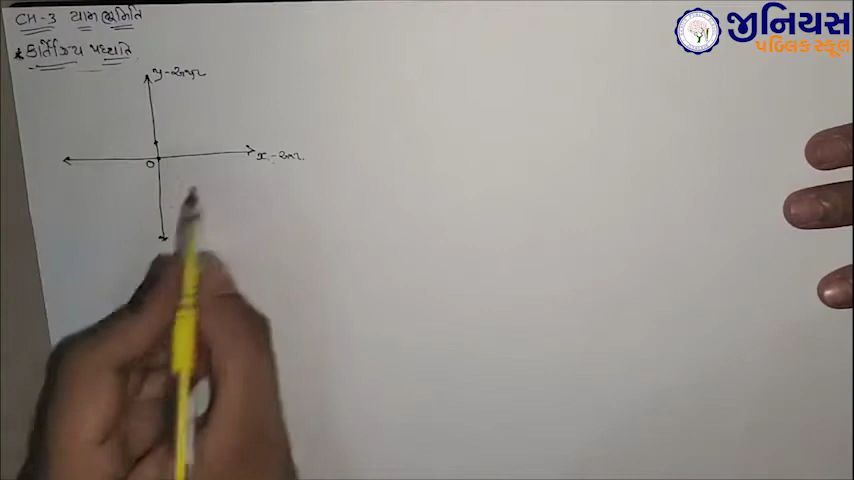 CH-3 યામ ભૂમિતિ
* કાર્તેઝિય પધ્ધતિ
y-અક્ષ
x-અક્ષ
O
જીનિયસ
પબ્લિક સ્કૂલ